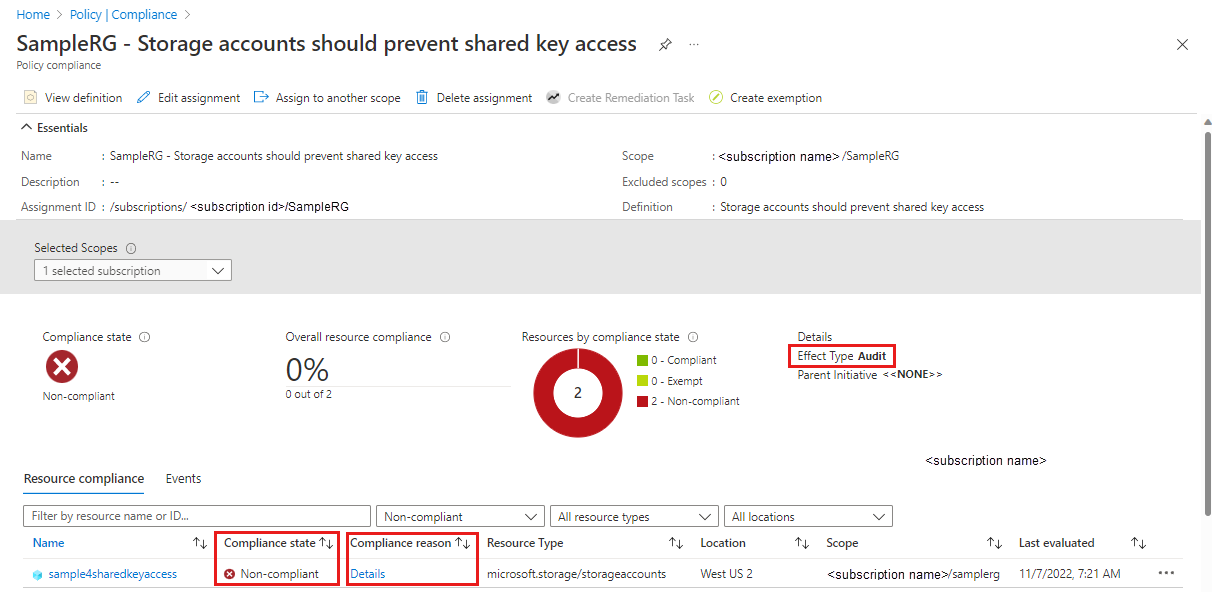 Home > Policy | Compliance >
SampleRG - Storage accounts should prevent shared key access ...
Policy compliance
View definition Edit assignment Assign to another scope Delete assignment Create Remediation Task Create exemption
Essentials
Name : SampleRG - Storage accounts should prevent shared key access Scope : <subscription name> /SampleRG
Description : -- Excluded scopes : 0
Assignment ID : /subscriptions/ <subscription id>/SampleRG Definition : Storage accounts should prevent shared key access
Selected Scopes
1 selected subscription
Compliance state Overall resource compliance Resources by compliance state Details
0% 2 0 - Compliant Effect Type Audit
0 - Exempt Parent Initiative <<NONE>>
Non-compliant 0 out of 2 2 - Non-compliant
<subscription name>
Resource compliance Events
Filter by resource name or ID... Non-compliant All resource types All locations
Name Compliance state Compliance reason Resource Type Location Scope Last evaluated
sample4sharedkeyaccess Non-compliant Details microsoft.storage/storageaccounts West US 2 <subscription name>/samplerg 11/7/2022, 7:21 AM ...